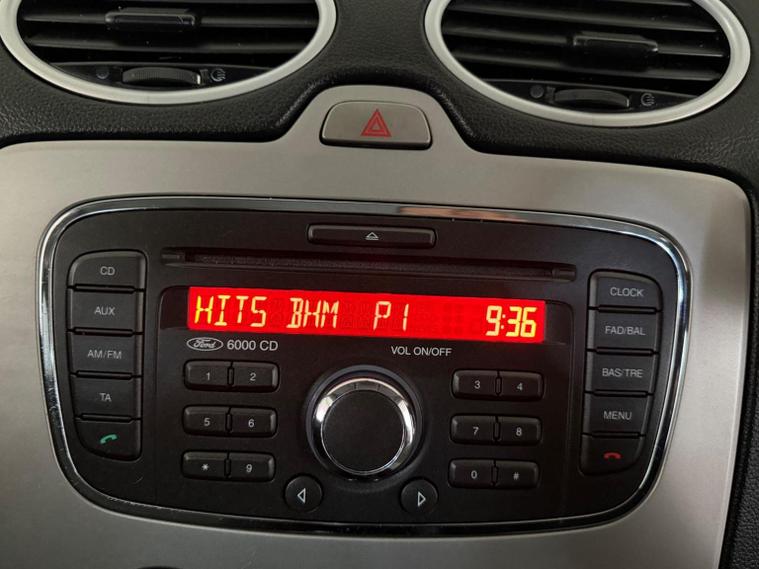 HITS BHM P1 9:36
Ford 6000 CD
VOL ON/OFF
CD
AUX
AM/FM
TA
1 2
5 6
* 9
3 4
7 8
0 #
CLOCK
FAD/BAL
BAS/TRE
MENU